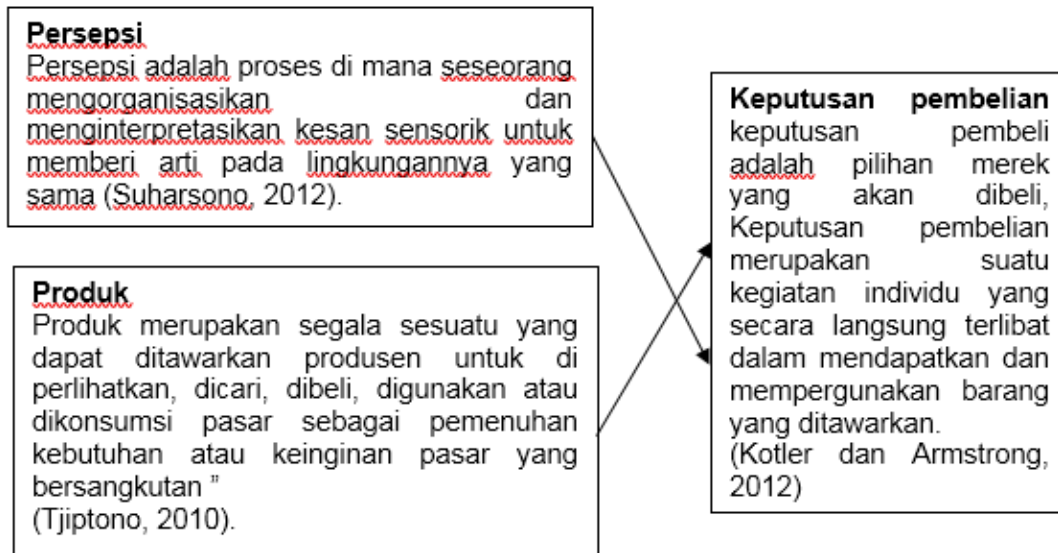 Persepsi
Persepsi adalah proses di mana seseorang
mengorganisasikan dan
menginterpretasikan kesan sensorik untuk
memberi arti pada lingkungannya yang
sama (Suharsono, 2012).
Produk
Produk merupakan segala sesuatu yang
dapat ditawarkan produsen untuk di
perlihatkan, dicari, dibeli, digunakan atau
dikonsumsi pasar sebagai pemenuhan
kebutuhan atau keinginan pasar yang
bersangkutan ”
(Tjiptono, 2010).
Keputusan pembelian
keputusan pembeli
adalah pilihan merek
yang akan dibeli,
Keputusan pembelian
merupakan suatu
kegiatan individu yang
secara langsung terlibat
dalam mendapatkan dan
mempergunakan barang
yang ditawarkan.
(Kotler dan Armstrong,
2012)